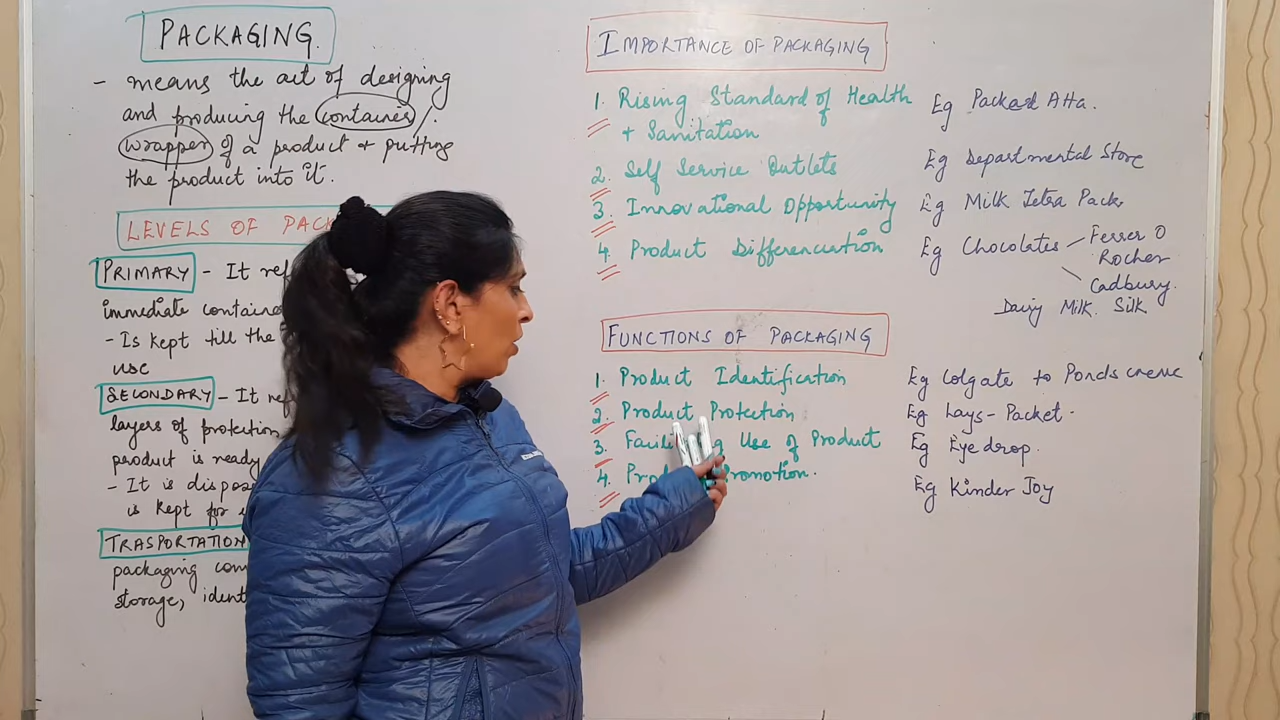 PACKAGING.
- means the act of designing
and producing the container /
wrapper of a product + putting
the product into it.
LEVELS OF PACK
PRIMARY - It ref
immediate containe
- Is kept till the
use
SECONDARY - It ref
layers of protection
product is ready
- It is dispos
is kept for
TRASPORTATION
packaging com
storage, ident
IMPORTANCE OF PACKAGING
1. Rising Standard of Health Eg Packed Atta.
+ Sanitation
2. Self Service Outlets Eg Departmental Store
3. Innovational Opportunity Eg Milk Tetra Packs
4. Product Differenciation Eg Chocolates - Ferrer O
Rocher
Cadbury.
Dairy Milk. Silk
FUNCTIONS OF PACKAGING
1. Product Identification Eg Colgate to Ponds creme
2. Product Protection Eg Lays - Packet.
3. Facili g Use of Product Eg Eye drop.
4. Prod Promotion. Eg Kinder Joy